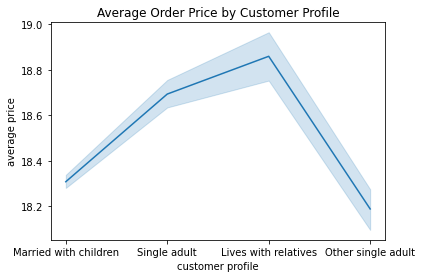 Average Order Price by Customer Profile
19.0
18.8
18.6
18.4
18.2
average price
Married with children Single adult Lives with relatives Other single adult
customer profile